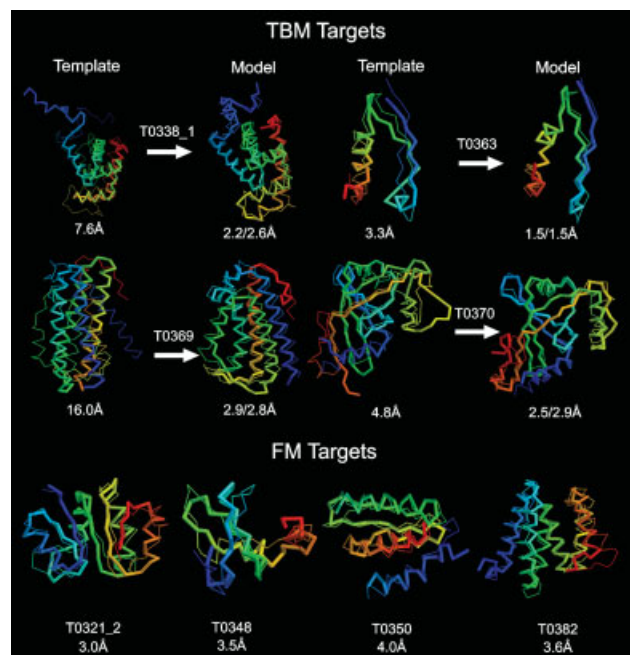 TBM Targets
Template Model Template Model
T0338_1 T0363
7.6Å 2.2/2.6Å 3.3Å 1.5/1.5Å
T0369 T0370
16.0Å 2.9/2.8Å 4.8Å 2.5/2.9Å
FM Targets
T0321_2 T0348 T0350 T0382
3.0Å 3.5Å 4.0Å 3.6Å